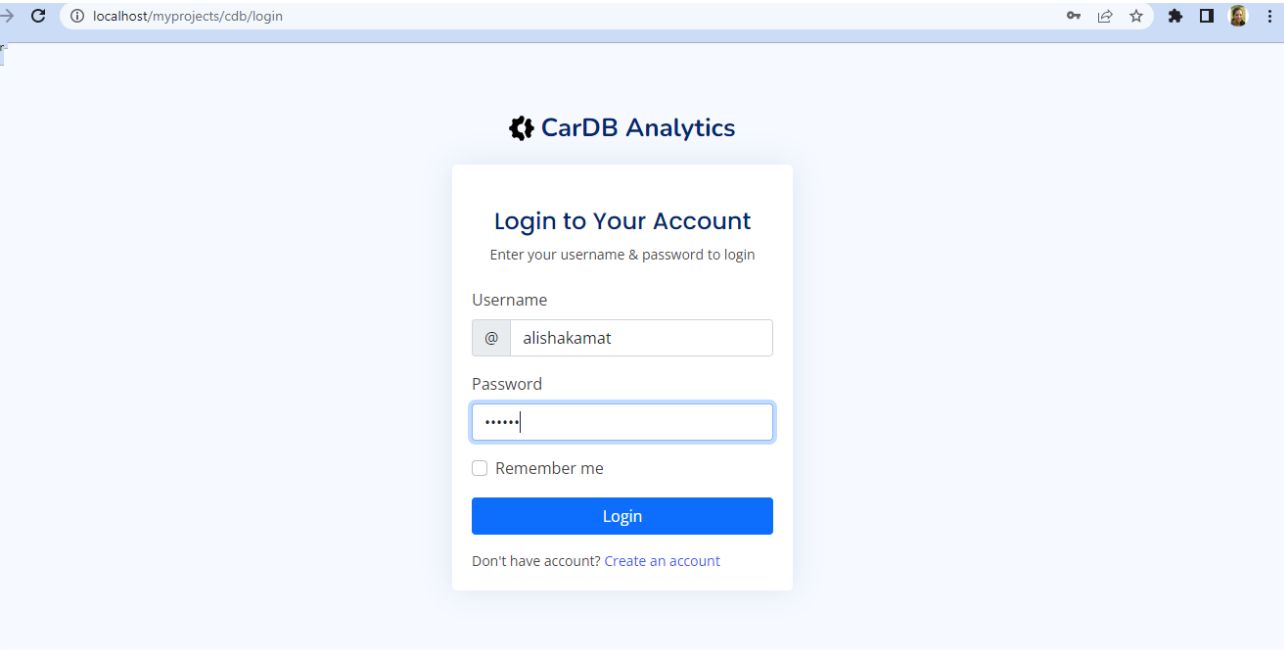 localhost/myprojects/cdb/login
CarDB Analytics
Login to Your Account
Enter your username & password to login
Username
@ alishakamat
Password
••••••
Remember me
Login
Don't have account? Create an account